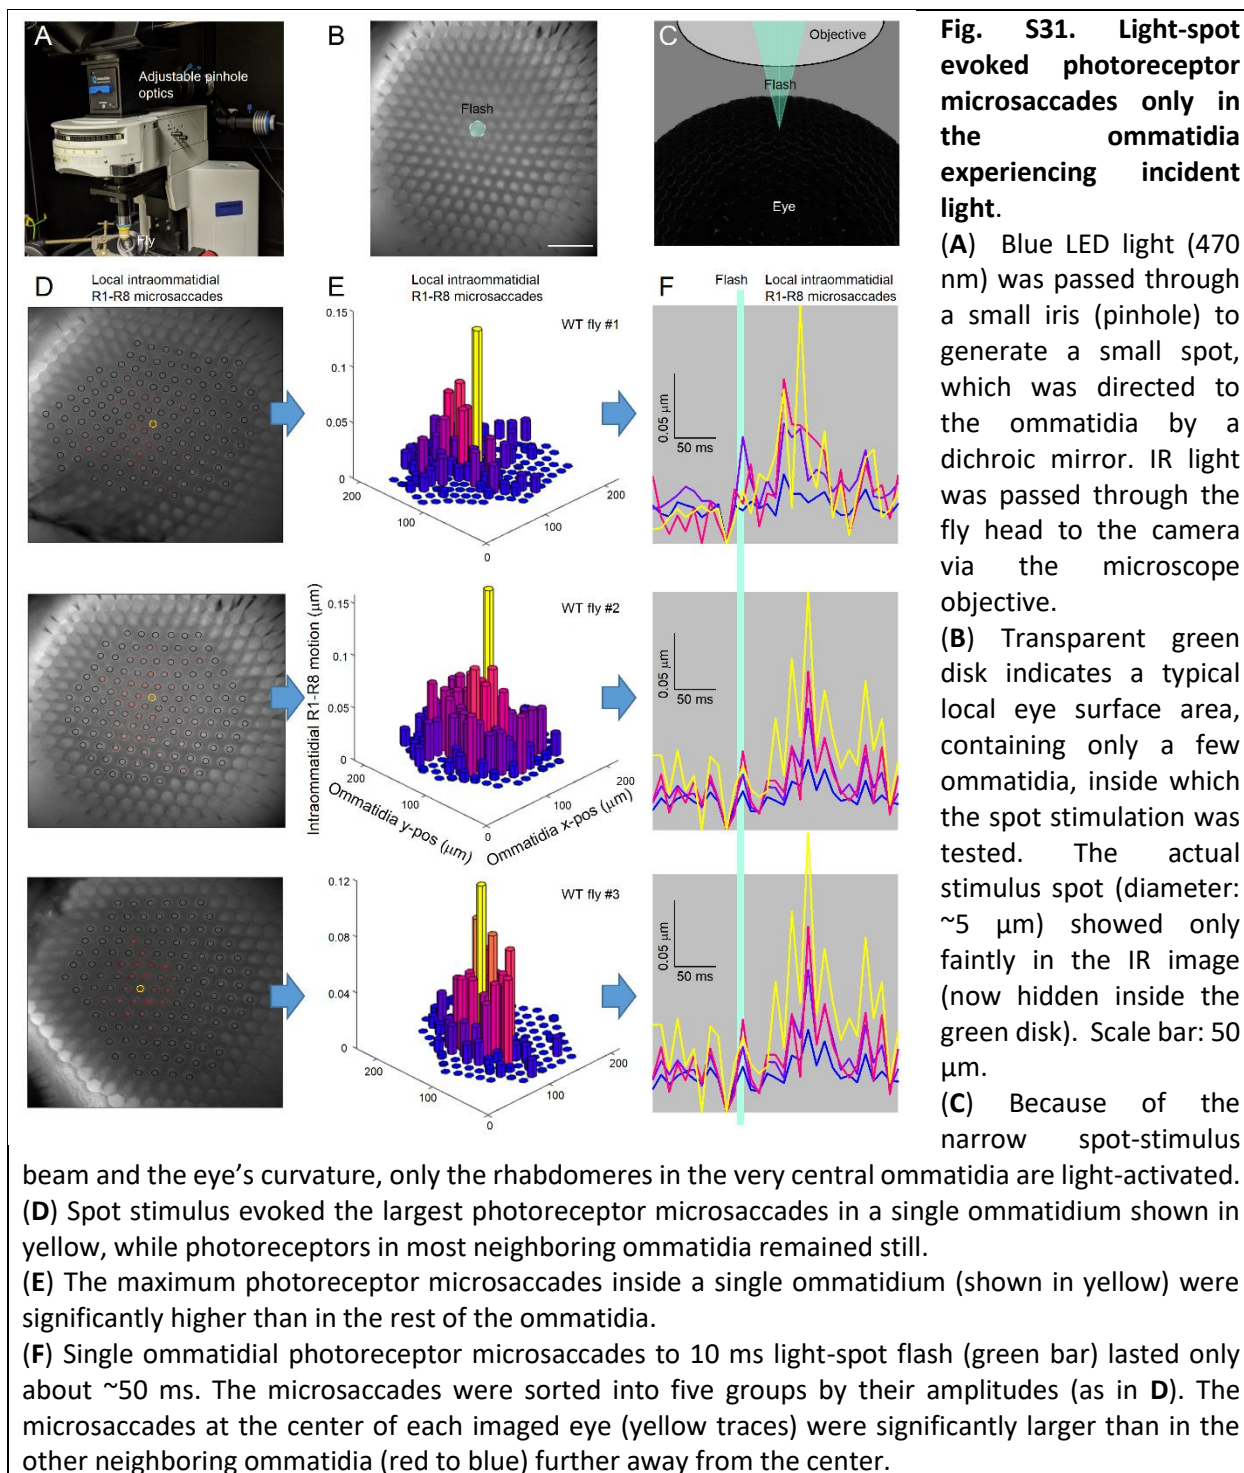 A
Adjustable pinhole
optics
Fly
B
Flash
C
Objective
Flash
Eye
Fig. S31. Light-spot
evoked photoreceptor
microsaccades only in
the ommatidia
experiencing incident
light.
(A) Blue LED light (470
nm) was passed through
a small iris (pinhole) to
generate a small spot,
which was directed to
the ommatidia by a
dichroic mirror. IR light
was passed through the
fly head to the camera
via the microscope
objective.
(B) Transparent green
disk indicates a typical
local eye surface area,
containing only a few
ommatidia, inside which
the spot stimulation was
tested. The actual
stimulus spot (diameter:
~5 μm) showed only
faintly in the IR image
(now hidden inside the
green disk). Scale bar: 50
μm.
(C) Because of the
narrow spot-stimulus
beam and the eye's curvature, only the rhabdomeres in the very central ommatidia are light-activated.
(D) Spot stimulus evoked the largest photoreceptor microsaccades in a single ommatidium shown in
yellow, while photoreceptors in most neighboring ommatidia remained still.
(E) The maximum photoreceptor microsaccades inside a single ommatidium (shown in yellow) were
significantly higher than in the rest of the ommatidia.
(F) Single ommatidial photoreceptor microsaccades to 10 ms light-spot flash (green bar) lasted only
about ~50 ms. The microsaccades were sorted into five groups by their amplitudes (as in D). The
microsaccades at the center of each imaged eye (yellow traces) were significantly larger than in the
other neighboring ommatidia (red to blue) further away from the center.
D
Local intraommatidial
R1-R8 microsaccades
E
Local intraommatidial
R1-R8 microsaccades
F
Flash
Local intraommatidial
R1-R8 microsaccades
WT fly #1
0.15
0.1
0.05
0
200
100
0
100
200
0.05 μm
50 ms
WT fly #2
Intraommatidial R1-R8 motion (μm)
0.15
0.1
0.05
0
200
100
0
100
200
Ommatidia y-pos (μm)
Ommatidia x-pos (μm)
0.05 μm
50 ms
WT fly #3
0.12
0.08
0.04
0
200
100
0
100
200
0.05 μm
50 ms